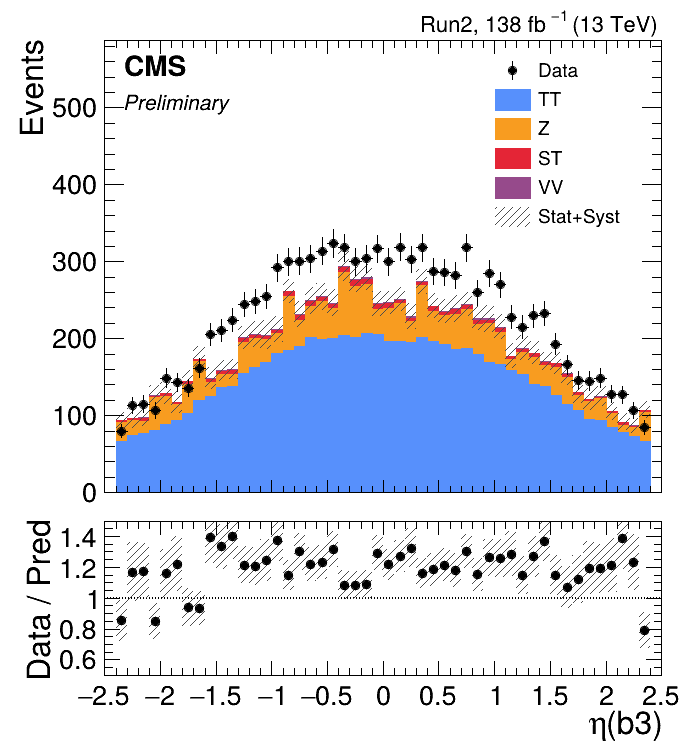 Run2, 138 fb⁻¹ (13 TeV)
Events
CMS
Preliminary
Data
TT
Z
ST
VV
Stat+Syst
500
400
300
200
100
0
Data / Pred
1.4
1.2
1
0.8
0.6
−2.5 −2 −1.5 −1 −0.5 0 0.5 1 1.5 2 2.5
η(b3)